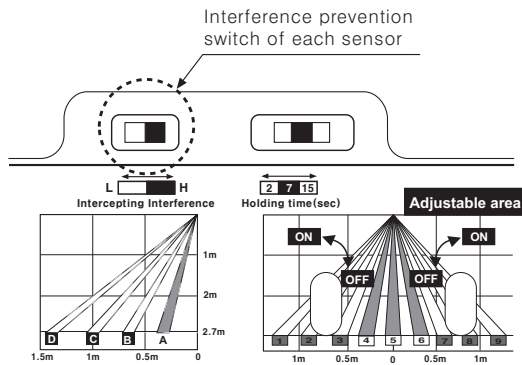 Interference prevention
switch of each sensor
L H
Intercepting Interference
2 7 15
Holding time(sec)
Adjustable area
ON ON
OFF OFF
1m
2m
2.7m
D C B A
1.5m 1m 0.5m 0
1 2 3 4 5 6 7 8 9
1m 0.5m 0 0.5m 1m